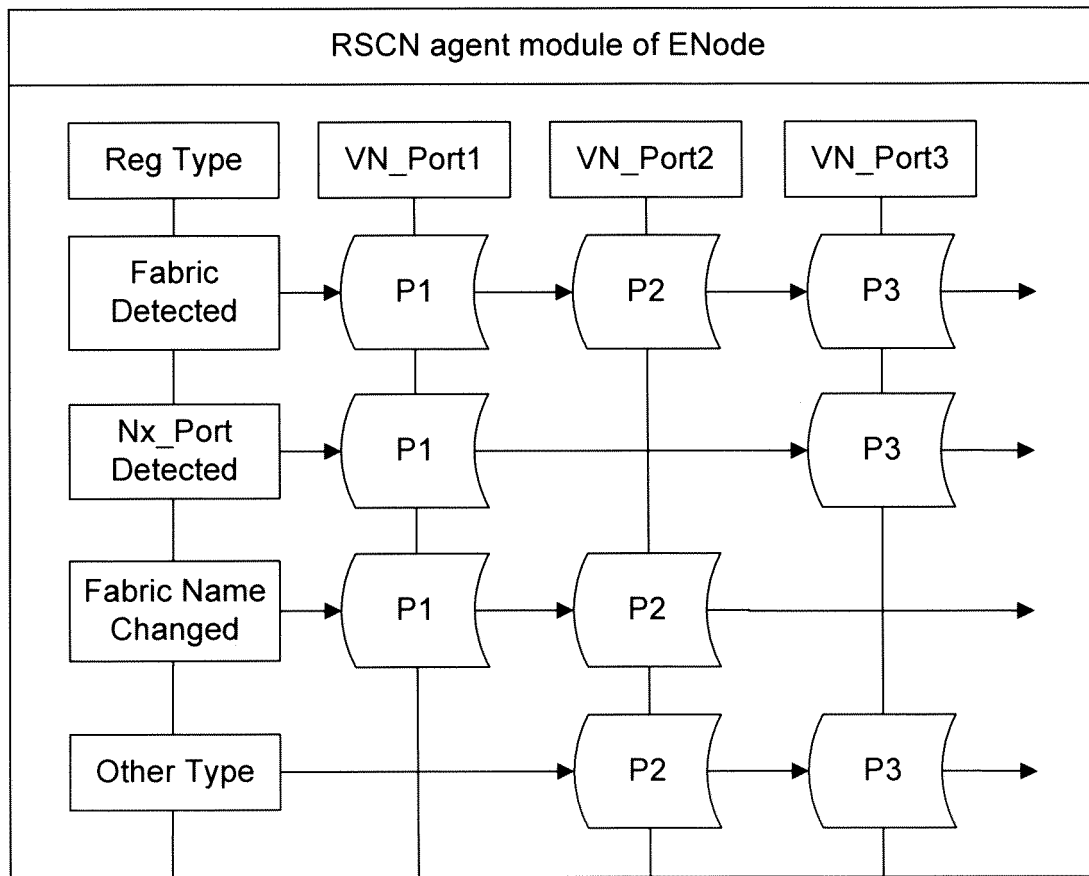 RSCN agent module of ENode
Reg Type
VN_Port1
VN_Port2
VN_Port3
Fabric
Detected
P1
P2
P3
Nx_Port
Detected
P1
P3
Fabric Name
Changed
P1
P2
Other Type
P2
P3